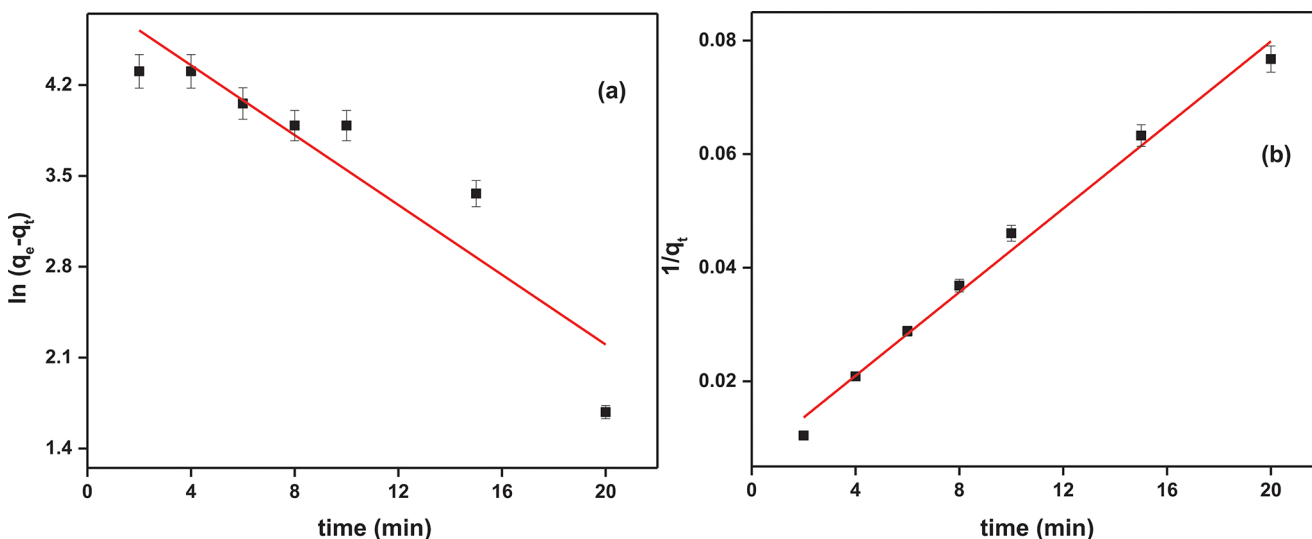 4.2
3.5
2.8
2.1
1.4
ln (qₑ-qₜ)
(a)
0 4 8 12 16 20
time (min)
0.08
0.06
0.04
0.02
1/qₜ
(b)
0 4 8 12 16 20
time (min)